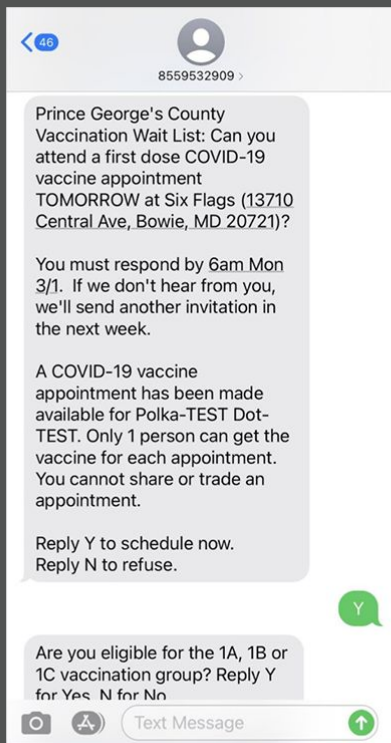 46
8559532909 >
Prince George's County
Vaccination Wait List: Can you
attend a first dose COVID-19
vaccine appointment
TOMORROW at Six Flags (13710
Central Ave, Bowie, MD 20721)?
You must respond by 6am Mon
3/1. If we don't hear from you,
we'll send another invitation in
the next week.
A COVID-19 vaccine
appointment has been made
available for Polka-TEST Dot-
TEST. Only 1 person can get the
vaccine for each appointment.
You cannot share or trade an
appointment.
Reply Y to schedule now.
Reply N to refuse.
Y
Are you eligible for the 1A, 1B or
1C vaccination group? Reply Y
for Yes, N for No
Text Message